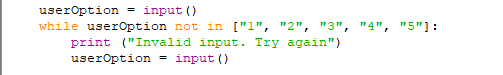 userOption = input()
while userOption not in ["1", "2", "3", "4", "5"]:
    print ("Invalid input. Try again")
    userOption = input()